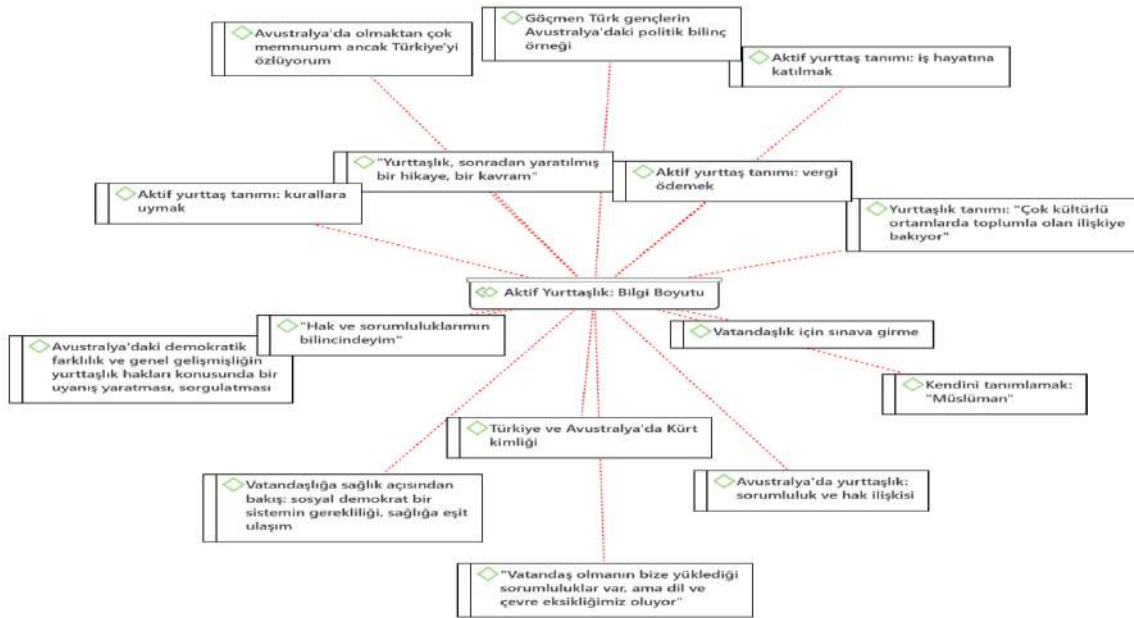 Avustralya'da olmaktan çok
memnunum ancak Türkiye'yi
özlüyorum
Göçmen Türk gençlerin
Avustralya'daki politik bilinç
örneği
Aktif yurttaş tanımı: iş hayatına
katılmak
"Yurttaşlık, sonradan yaratılmış
bir hikaye, bir kavram"
Aktif yurttaş tanımı: vergi
ödemek
Aktif yurttaş tanımı: kurallara
uymak
Yurttaşlık tanımı: "Çok kültürlü
ortamlarda toplumla olan ilişkiye
bakıyor"
Aktif Yurttaşlık: Bilgi Boyutu
"Hak ve sorumluluklarımın
bilincindeyim"
Vatandaşlık için sınava girme
Avustralya'daki demokratik
farklılık ve genel gelişmişliğin
yurttaşlık hakları konusunda bir
uyanış yaratması, sorgulatması
Kendini tanımlamak:
"Müslüman"
Türkiye ve Avustralya'da Kürt
kimliği
Vatandaşlığa sağlık açısından
bakış: sosyal demokrat bir
sistemin gerekliliği, sağlığa eşit
ulaşım
Avustralya'da yurttaşlık:
sorumluluk ve hak ilişkisi
"Vatandaş olmanın bize yüklediği
sorumluluklar var, ama dil ve
çevre eksikliğimiz oluyor"